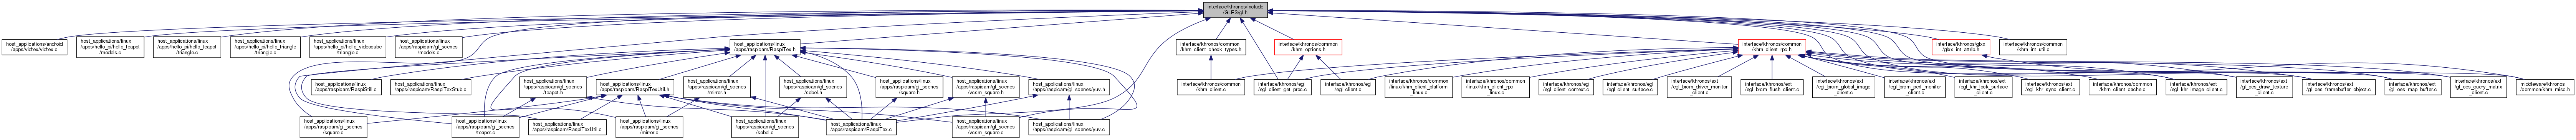 interface/khronos/include
/GLES/gl.h
host_applications/android
/apps/vidtex/vidtex.c
host_applications/linux
/apps/hello_pi/hello_teapot
/models.c
host_applications/linux
/apps/hello_pi/hello_teapot
/triangle.c
host_applications/linux
/apps/hello_pi/hello_triangle
/triangle.c
host_applications/linux
/apps/hello_pi/hello_videocube
/triangle.c
host_applications/linux
/apps/raspicam/gl_scenes
/models.c
host_applications/linux
/apps/raspicam/RaspiTex.h
interface/khronos/common
/khrn_client_check_types.h
interface/khronos/common
/khrn_options.h
interface/khronos/common
/khrn_client_rpc.h
interface/khronos/glxx
/glxx_int_attrib.h
interface/khronos/common
/khrn_int_util.c
host_applications/linux
/apps/raspicam/RaspiStill.c
host_applications/linux
/apps/raspicam/RaspiTexStub.c
host_applications/linux
/apps/raspicam/gl_scenes
/teapot.h
host_applications/linux
/apps/raspicam/RaspiTexUtil.h
host_applications/linux
/apps/raspicam/gl_scenes
/mirror.h
host_applications/linux
/apps/raspicam/gl_scenes
/sobel.h
host_applications/linux
/apps/raspicam/gl_scenes
/square.h
host_applications/linux
/apps/raspicam/gl_scenes
/vcsm_square.h
host_applications/linux
/apps/raspicam/gl_scenes/yuv.h
interface/khronos/common
/khrn_client.c
interface/khronos/egl
/egl_client_get_proc.c
interface/khronos/egl
/egl_client.c
interface/khronos/common
/linux/khrn_client_platform
_linux.c
interface/khronos/common
/linux/khrn_client_rpc
_linux.c
interface/khronos/egl
/egl_client_context.c
interface/khronos/egl
/egl_client_surface.c
interface/khronos/ext
/egl_brcm_driver_monitor
_client.c
interface/khronos/ext
/egl_brcm_flush_client.c
interface/khronos/ext
/egl_brcm_global_image
_client.c
interface/khronos/ext
/egl_brcm_perf_monitor
_client.c
interface/khronos/ext
/egl_khr_lock_surface
_client.c
interface/khronos/ext
/egl_khr_sync_client.c
interface/khronos/common
/khrn_client_cache.c
interface/khronos/ext
/egl_khr_image_client.c
interface/khronos/ext
/gl_oes_draw_texture
_client.c
interface/khronos/ext
/gl_oes_framebuffer_object.c
interface/khronos/ext
/gl_oes_map_buffer.c
interface/khronos/ext
/gl_oes_query_matrix
_client.c
middleware/khronos
/common/khrn_misc.h
host_applications/linux
/apps/raspicam/gl_scenes
/square.c
host_applications/linux
/apps/raspicam/gl_scenes
/teapot.c
host_applications/linux
/apps/raspicam/RaspiTexUtil.c
host_applications/linux
/apps/raspicam/gl_scenes
/mirror.c
host_applications/linux
/apps/raspicam/gl_scenes
/sobel.c
host_applications/linux
/apps/raspicam/RaspiTex.c
host_applications/linux
/apps/raspicam/gl_scenes
/vcsm_square.c
host_applications/linux
/apps/raspicam/gl_scenes/yuv.c